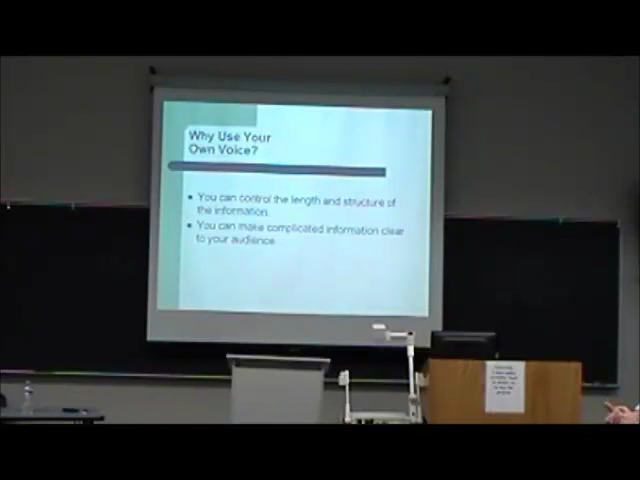 Why Use Your
Own Voice?
You can control the length and structure of
the information.
You can make complicated information clear
to your audience.